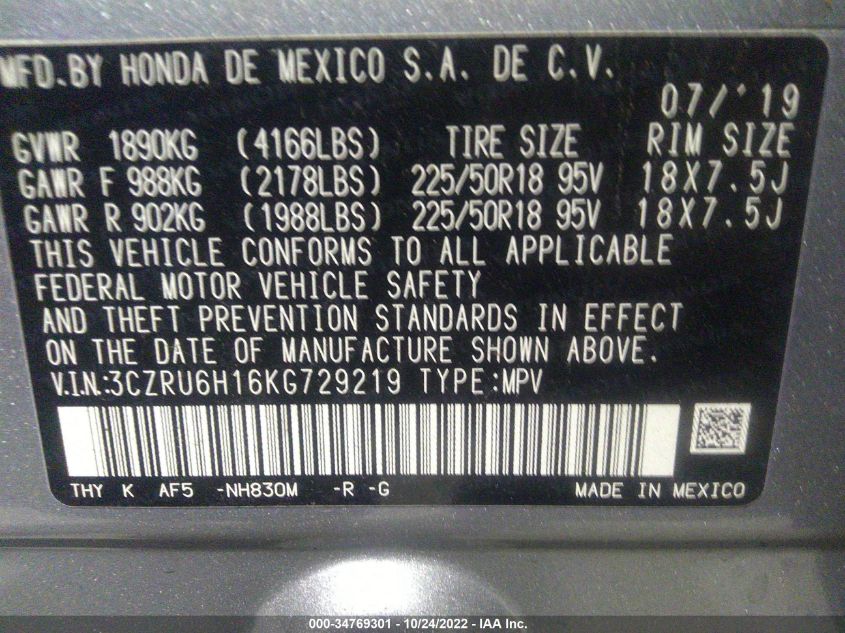 MFD.BY HONDA DE MEXICO S.A. DE C.V.
07/'19
GVWR 1890KG (4166LBS) TIRE SIZE RIM SIZE
GAWR F 988KG (2178LBS) 225/50R18 95V 18X7.5J
GAWR R 902KG (1988LBS) 225/50R18 95V 18X7.5J
THIS VEHICLE CONFORMS TO ALL APPLICABLE
FEDERAL MOTOR VEHICLE SAFETY
AND THEFT PREVENTION STANDARDS IN EFFECT
ON THE DATE OF MANUFACTURE SHOWN ABOVE.
V.I.N.:3CZRU6H16KG729219 TYPE:MPV
THY K AF5 -NH830M -R -G MADE IN MEXICO
000-34769301 - 10/24/2022 - IAA Inc.